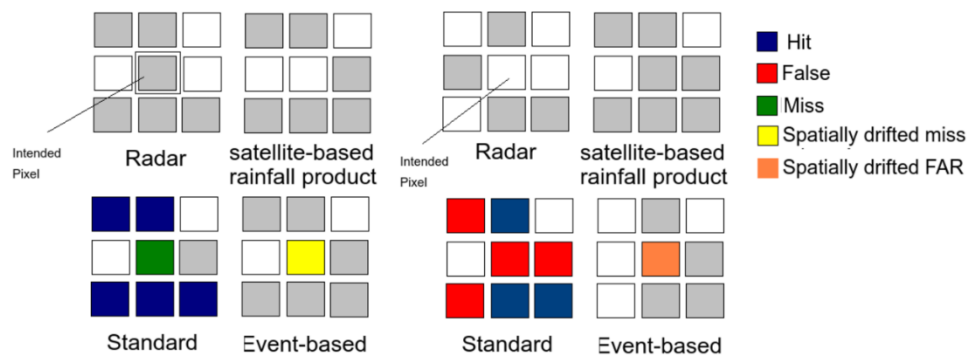 Intended
Pixel
Radar
satellite-based
rainfall product
Standard
Event-based
Intended
Pixel
Radar
satellite-based
rainfall product
Standard
Event-based
Hit
False
Miss
Spatially drifted miss
Spatially drifted FAR